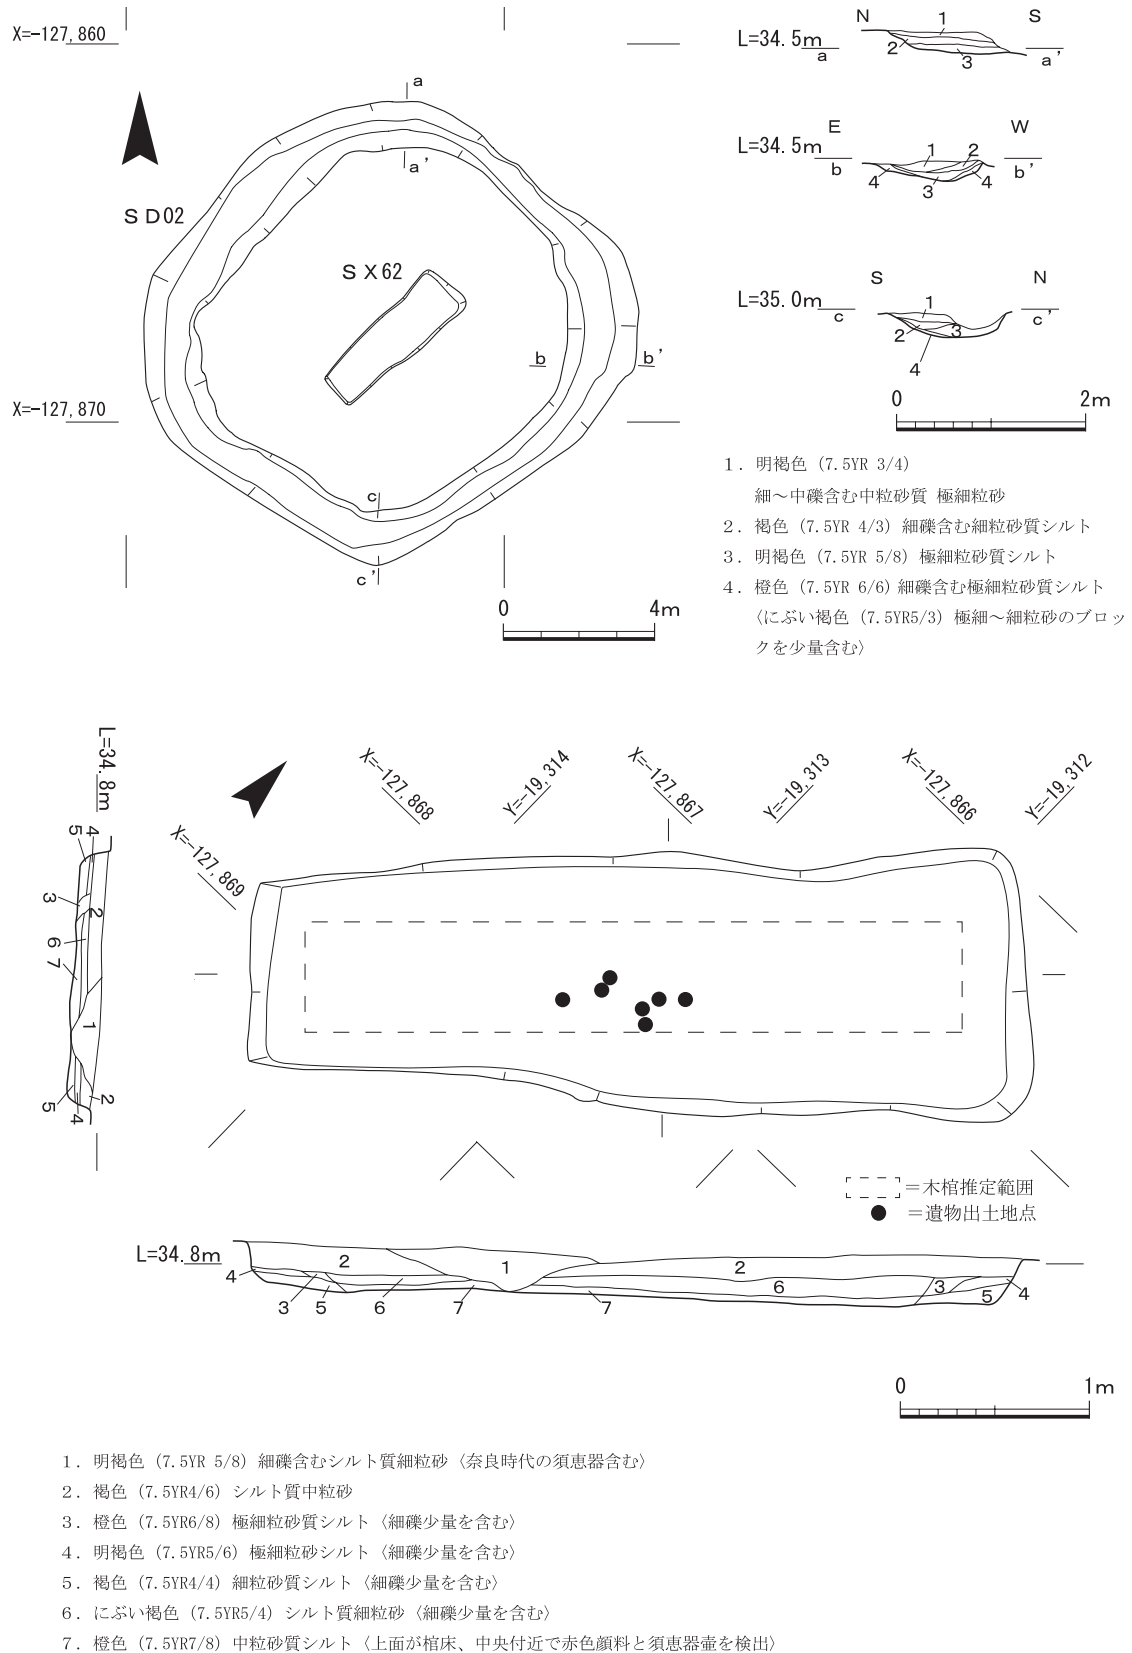 X=-127,860
a
a'
S D02
S X62
b
b'
X=-127,870
c
c'
0 4m
N 1 S
L=34.5m
a 2 3 a'
E W
L=34.5m 1 2
b 4 3 4 b'
S N
L=35.0m 1
c 2 3 c'
4
0 2m
1. 明褐色 (7.5YR 3/4)
細〜中礫含む中粒砂質 極細粒砂
2. 褐色 (7.5YR 4/3) 細礫含む細粒砂質シルト
3. 明褐色 (7.5YR 5/8) 極細粒砂質シルト
4. 橙色 (7.5YR 6/6) 細礫含む極細粒砂質シルト
〈にぶい褐色 (7.5YR5/3) 極細〜細粒砂のブロッ
クを少量含む〉
L=34.8m
5 4
3 2
6
7
1
5 4 2
X=-127,869
X=-127,868
Y=-19,314
X=-127,867
Y=-19,313
X=-127,866
Y=-19,312
=木棺推定範囲
=遺物出土地点
L=34.8m 2 1 2
4 3 5 6 7 7 6 3 5 4
0 1m
1. 明褐色 (7.5YR 5/8) 細礫含むシルト質細粒砂〈奈良時代の須恵器含む〉
2. 褐色 (7.5YR4/6) シルト質中粒砂
3. 橙色 (7.5YR6/8) 極細粒砂質シルト〈細礫少量を含む〉
4. 明褐色 (7.5YR5/6) 極細粒砂シルト〈細礫少量を含む〉
5. 褐色 (7.5YR4/4) 細粒砂質シルト〈細礫少量を含む〉
6. にぶい褐色 (7.5YR5/4) シルト質細粒砂〈細礫少量を含む〉
7. 橙色 (7.5YR7/8) 中粒砂質シルト〈上面が棺床、中央付近で赤色顔料と須恵器壷を検出〉